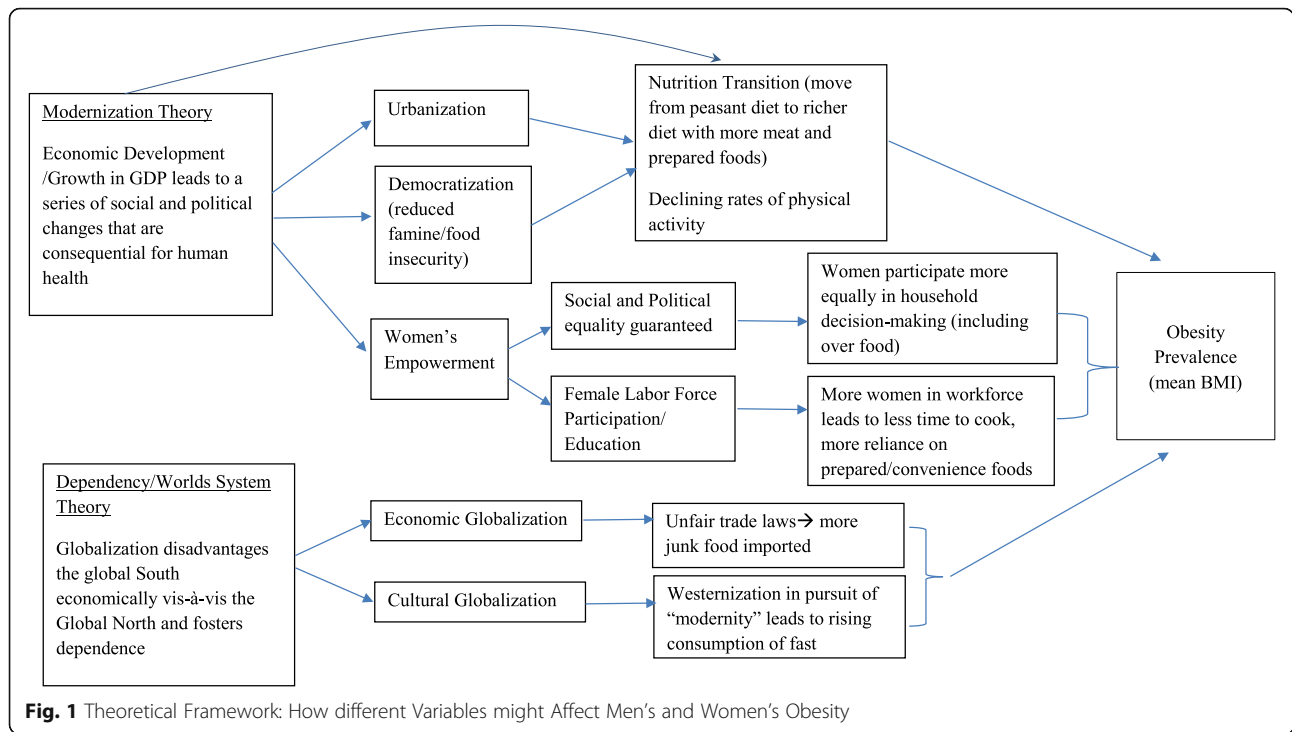 Modernization Theory
Economic Development
/Growth in GDP leads to a
series of social and political
changes that are
consequential for human
health
Urbanization
Democratization
(reduced
famine/food
insecurity)
Women's
Empowerment
Nutrition Transition (move
from peasant diet to richer
diet with more meat and
prepared foods)
Declining rates of physical
activity
Social and Political
equality guaranteed
Female Labor Force
Participation/
Education
Women participate more
equally in household
decision-making (including
over food)
More women in workforce
leads to less time to cook,
more reliance on
prepared/convenience foods
Obesity
Prevalence
(mean BMI)
Dependency/Worlds System
Theory
Globalization disadvantages
the global South
economically vis-à-vis the
Global North and fosters
dependence
Economic Globalization
Cultural Globalization
Unfair trade laws→ more
junk food imported
Westernization in pursuit of
“modernity” leads to rising
consumption of fast
Fig. 1 Theoretical Framework: How different Variables might Affect Men's and Women's Obesity